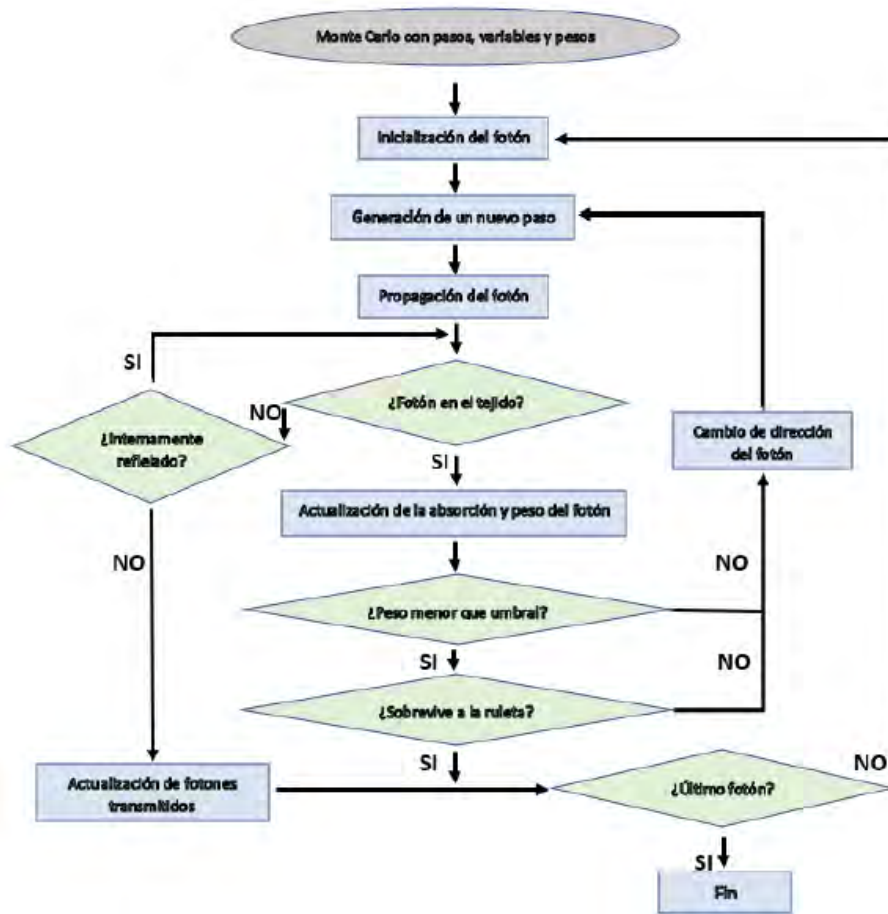 Monte Carlo con pasos, variables y pesos
Inicialización del fotón
Generación de un nuevo paso
Propagación del fotón
SI
¿Fotón en el tejido?
NO
¿Internamente
reflejado?
Cambio de dirección
del fotón
SI
Actualización de la absorción y peso del fotón
NO
NO
¿Peso menor que umbral?
SI
NO
¿Sobrevive a la ruleta?
SI
NO
Actualización de fotones
transmitidos
¿Último fotón?
SI
Fin